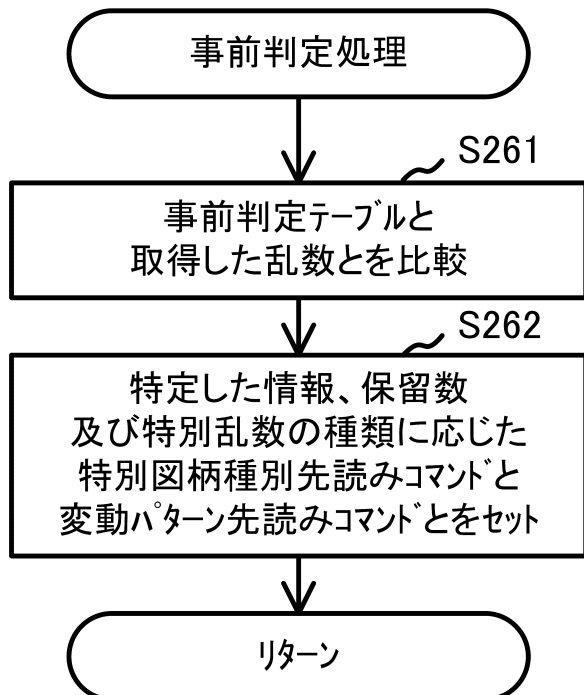 事前判定処理
S261
事前判定テーブルと
取得した乱数とを比較
S262
特定した情報、保留数
及び特別乱数の種類に応じた
特別図柄種別先読みコマンドと
変動パターン先読みコマンドとをセット
リターン